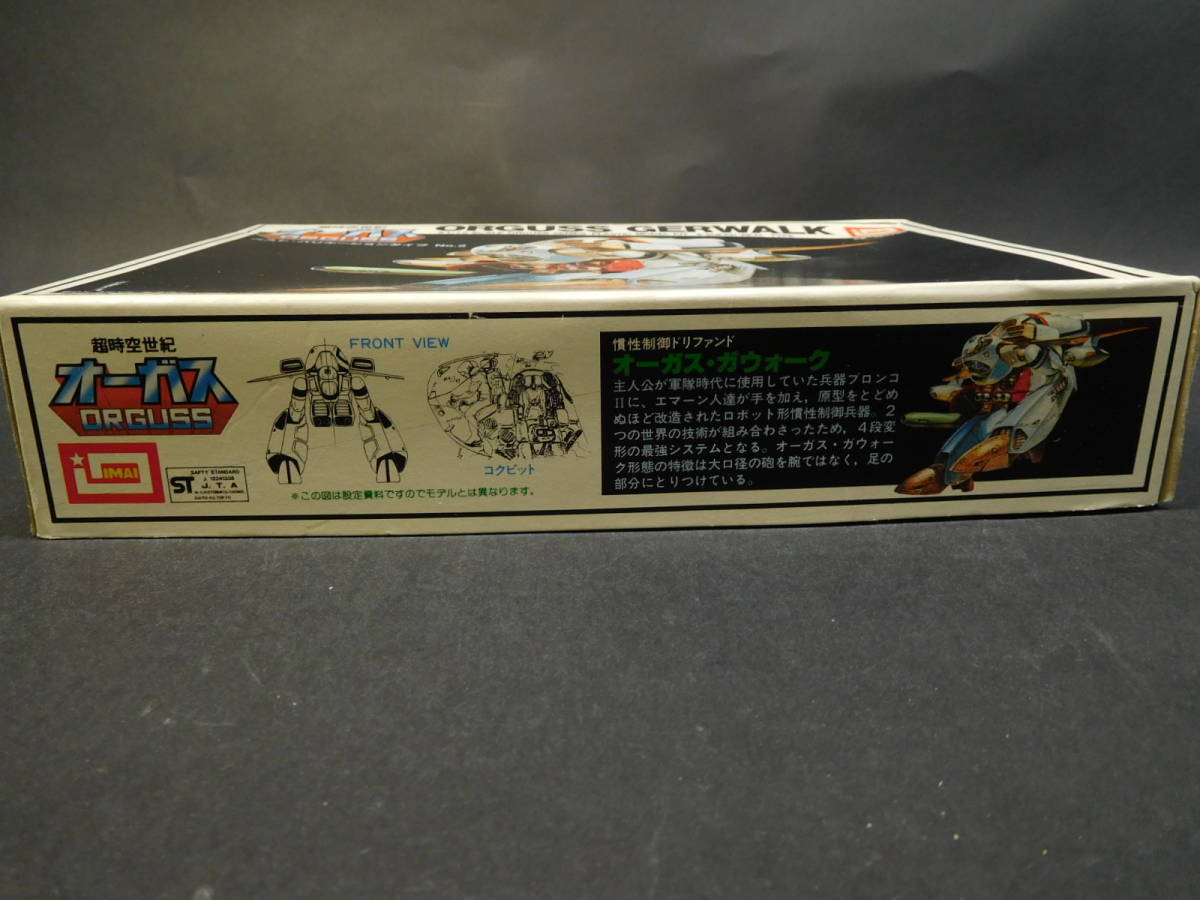 ORGUSS GERWALK
ORGUSS
No.2
超時空世紀
オーガス
ORGUSS
IMAI
ST
SAFTY STANDARD
J.T.A
FRONT VIEW
コクピット
※この図は設定資料ですのでモデルとは異なります。
慣性制御ドリファンド
オーガス・ガウォーク
主人公が軍隊時代に使用していた兵器ブロンコ
IIに、エマーン人達が手を加え，原型をとどめ
ぬほど改造されたロボット形慣性制御兵器。2
つの世界の技術が組み合わさったため，4段変
形の最強システムとなる。オーガス・ガウォー
ク形態の特徴は大口径の砲を腕ではなく，足の
部分にとりつけている。